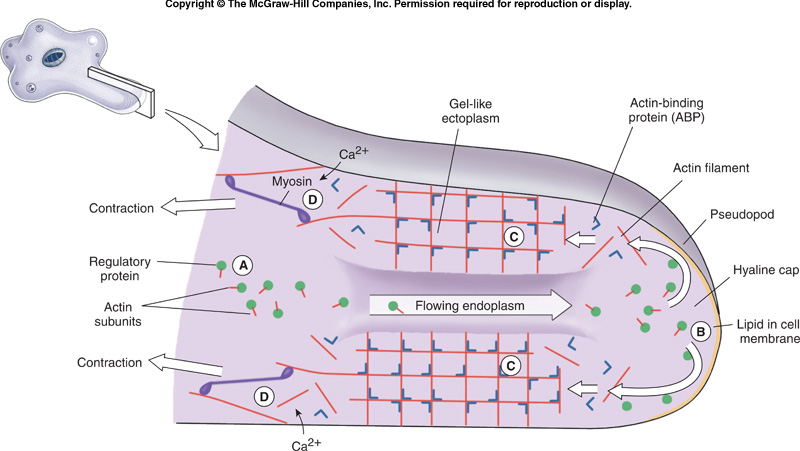 Copyright © The McGraw-Hill Companies, Inc. Permission required for reproduction or display.
Gel-like
ectoplasm
Actin-binding
protein (ABP)
Ca2+
Actin filament
Myosin
D
Contraction
Pseudopod
C
Regulatory
protein
A
Hyaline cap
Actin
subunits
Flowing endoplasm
B
Lipid in cell
membrane
Contraction
C
D
Ca2+